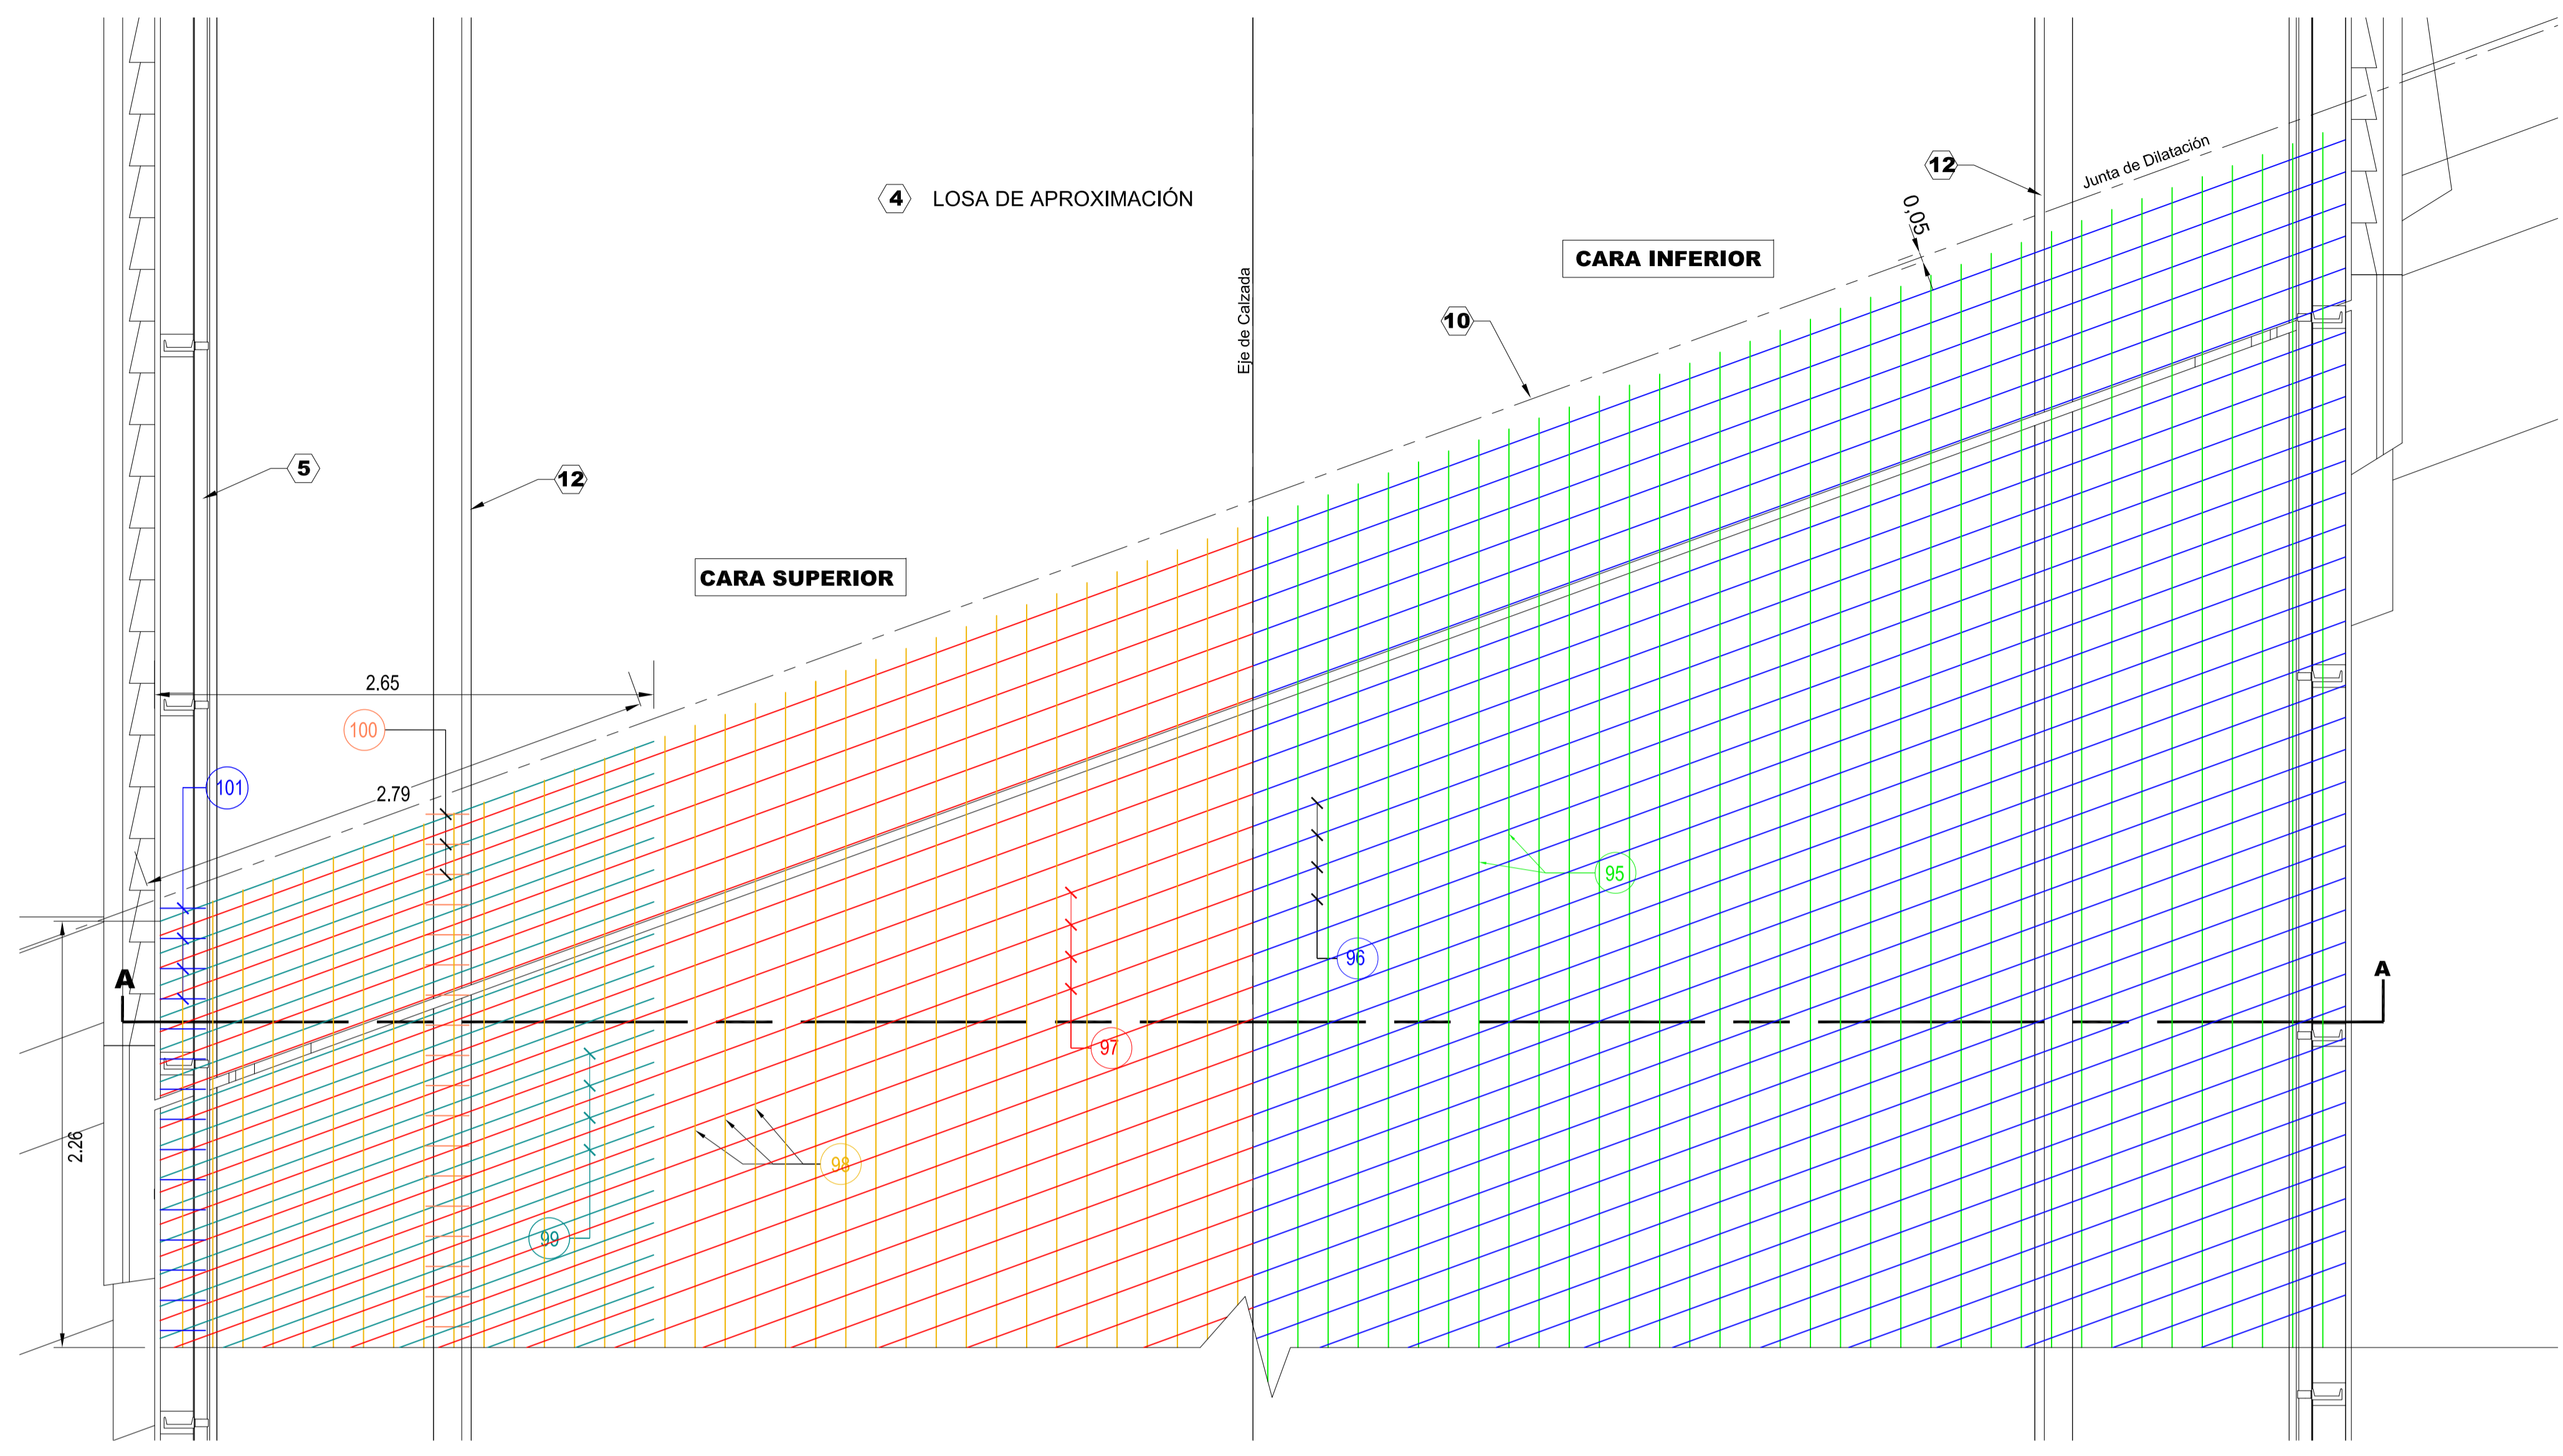 12
Junta de Dilatación
4 LOSA DE APROXIMACIÓN
0,05
CARA INFERIOR
Eje de Calzada
10
5
12
CARA SUPERIOR
2.65
100
101
2.79
95
96
A
A
97
2.26
98
99